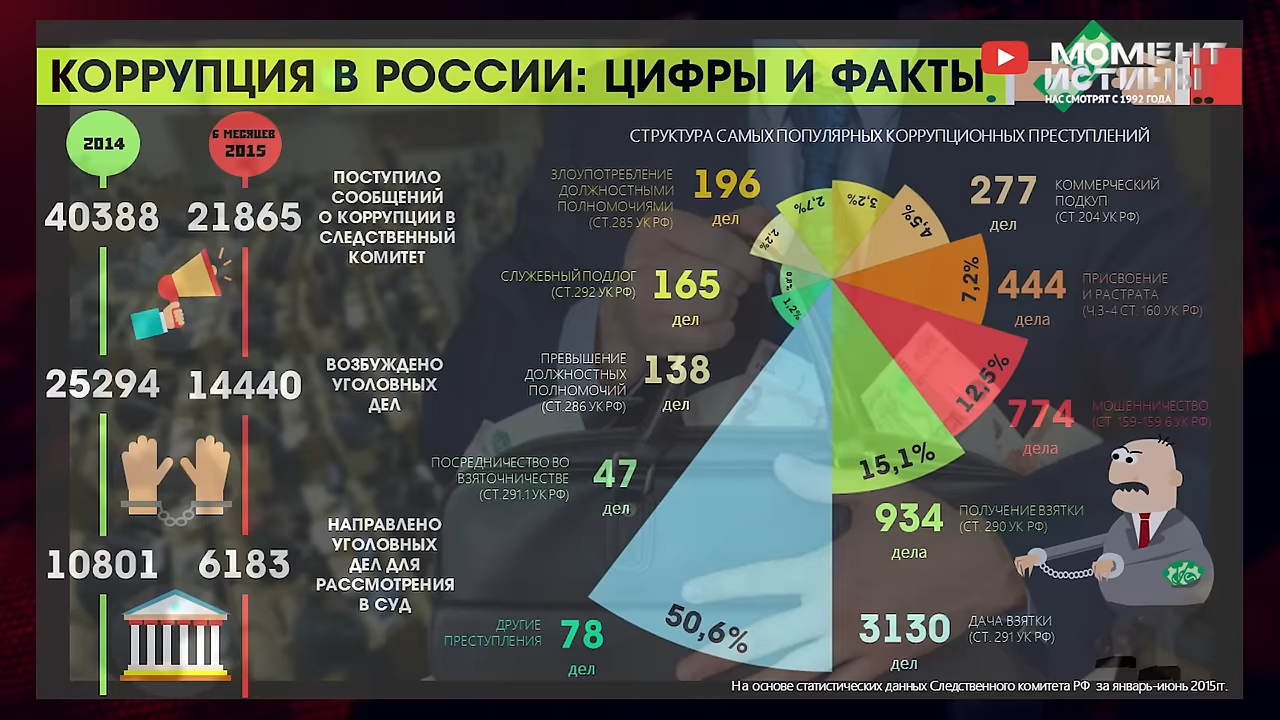 КОРРУПЦИЯ В РОССИИ: ЦИФРЫ И ФАКТЫ
МОМЕНТ
ИСТИНЫ
НАС СМОТРЯТ С 1992 ГОДА
2014
6 МЕСЯЦЕВ
2015
40388
21865
ПОСТУПИЛО
СООБЩЕНИЙ
О КОРРУПЦИИ В
СЛЕДСТВЕННЫЙ
КОМИТЕТ
25294
14440
ВОЗБУЖДЕНО
УГОЛОВНЫХ
ДЕЛ
10801
6183
НАПРАВЛЕНО
УГОЛОВНЫХ
ДЕЛ ДЛЯ
РАССМОТРЕНИЯ
В СУД
СТРУКТУРА САМЫХ ПОПУЛЯРНЫХ КОРРУПЦИОННЫХ ПРЕСТУПЛЕНИЙ
ЗЛОУПОТРЕБЛЕНИЕ
ДОЛЖНОСТНЫМИ
ПОЛНОМОЧИЯМИ
(СТ.285 УК РФ)
196
дел
СЛУЖЕБНЫЙ ПОДЛОГ
(СТ.292 УК РФ)
165
дел
ПРЕВЫШЕНИЕ
ДОЛЖНОСТНЫХ
ПОЛНОМОЧИЙ
(СТ.286 УК РФ)
138
дел
ПОСРЕДНИЧЕСТВО ВО
ВЗЯТОЧНИЧЕСТВЕ
(СТ.291.1 УК РФ)
47
дел
ДРУГИЕ
ПРЕСТУПЛЕНИЯ
78
дел
2,7%
3,2%
4,5%
7,2%
12,5%
15,1%
50,6%
1,2%
0,8%
2,2%
277
дел
КОММЕРЧЕСКИЙ
ПОДКУП
(СТ.204 УК РФ)
444
дела
ПРИСВОЕНИЕ
И РАСТРАТА
(Ч.3-4 СТ. 160 УК РФ)
774
дела
МОШЕННИЧЕСТВО
(СТ. 159-159.6 УК РФ)
934
дела
ПОЛУЧЕНИЕ ВЗЯТКИ
(СТ. 290 УК РФ)
3130
дел
ДАЧА ВЗЯТКИ
(СТ. 291 УК РФ)
На основе статистических данных Следственного комитета РФ за январь-июнь 2015гг.